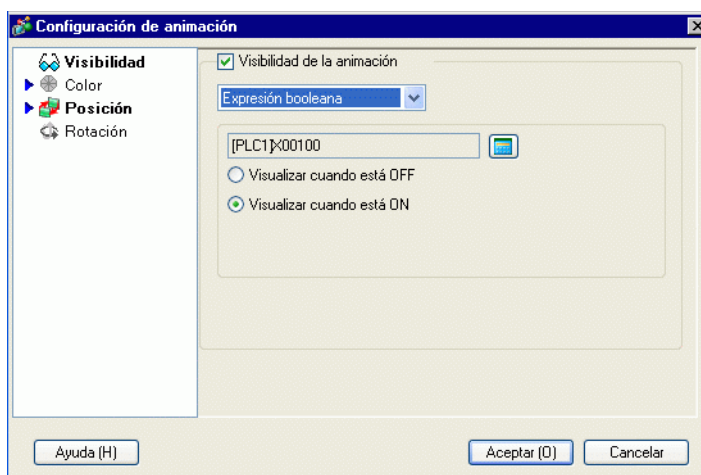 Configuración de animación
Visibilidad
Color
Posición
Rotación
Visibilidad de la animación
Expresión booleana
[PLC1]X00100
Visualizar cuando está OFF
Visualizar cuando está ON
Ayuda (H)
Aceptar (O)
Cancelar